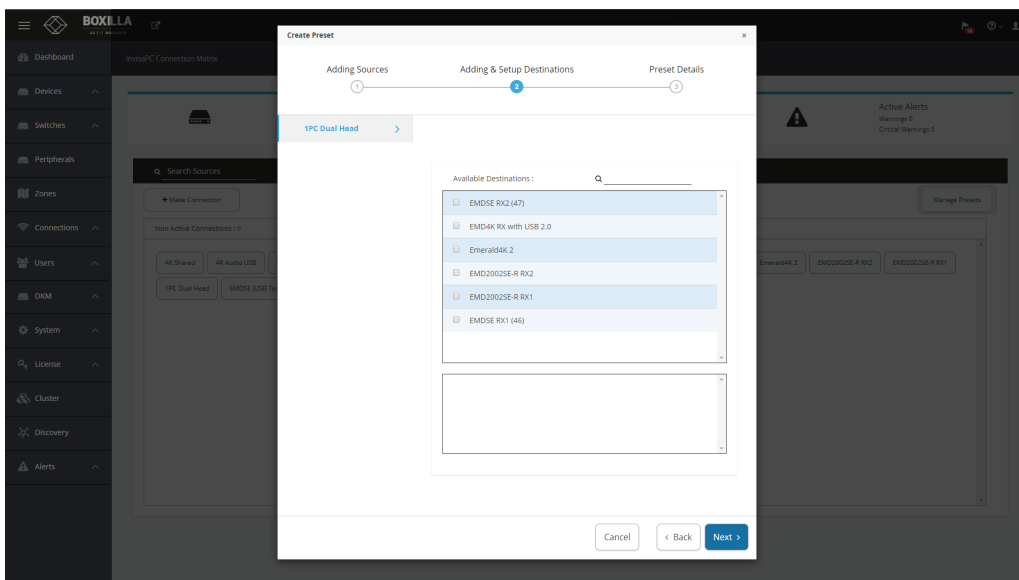 BOXILLA
Dashboard
Devices
Switches
Peripherals
Zones
Connections
Users
DKM
System
License
Cluster
Discovery
Alerts
InvisaPC Connection Matrix
Active Alerts
Warnings 0
Critical Warnings 0
Search Sources
+Make Connection
Manage Presets
Non Active Connections : 0
4K Shared
4K Audio USB
Emerald4K 2
EMD2002SE-R RX2
EMD2002SE-R RX1
1PC Dual Head
EMDSE (USB Te
Create Preset
x
Adding Sources
Adding & Setup Destinations
Preset Details
1
2
3
1PC Dual Head >
Available Destinations :
EMDSE RX2 (47)
EMD4K RX with USB 2.0
Emerald4K 2
EMD2002SE-R RX2
EMD2002SE-R RX1
EMDSE RX1 (46)
Cancel
< Back
Next >